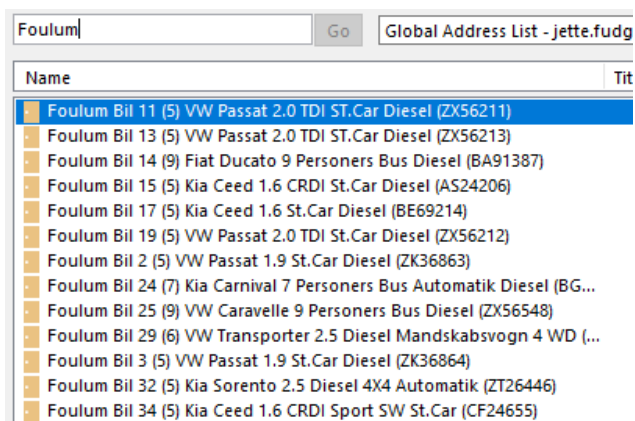 Foulum
Go
Global Address List - jette.fudg
Name
Tit
Foulum Bil 11 (5) VW Passat 2.0 TDI ST.Car Diesel (ZX56211)
Foulum Bil 13 (5) VW Passat 2.0 TDI ST.Car Diesel (ZX56213)
Foulum Bil 14 (9) Fiat Ducato 9 Personers Bus Diesel (BA91387)
Foulum Bil 15 (5) Kia Ceed 1.6 CRDI St.Car Diesel (AS24206)
Foulum Bil 17 (5) Kia Ceed 1.6 St.Car Diesel (BE69214)
Foulum Bil 19 (5) VW Passat 2.0 TDI ST.Car Diesel (ZX56212)
Foulum Bil 2 (5) VW Passat 1.9 St.Car Diesel (ZK36863)
Foulum Bil 24 (7) Kia Carnival 7 Personers Bus Automatik Diesel (BG...
Foulum Bil 25 (9) VW Caravelle 9 Personers Bus Diesel (ZX56548)
Foulum Bil 29 (6) VW Transporter 2.5 Diesel Mandskabsvogn 4 WD (...
Foulum Bil 3 (5) VW Passat 1.9 St.Car Diesel (ZK36864)
Foulum Bil 32 (5) Kia Sorento 2.5 Diesel 4X4 Automatik (ZT26446)
Foulum Bil 34 (5) Kia Ceed 1.6 CRDI Sport SW St.Car (CF24655)